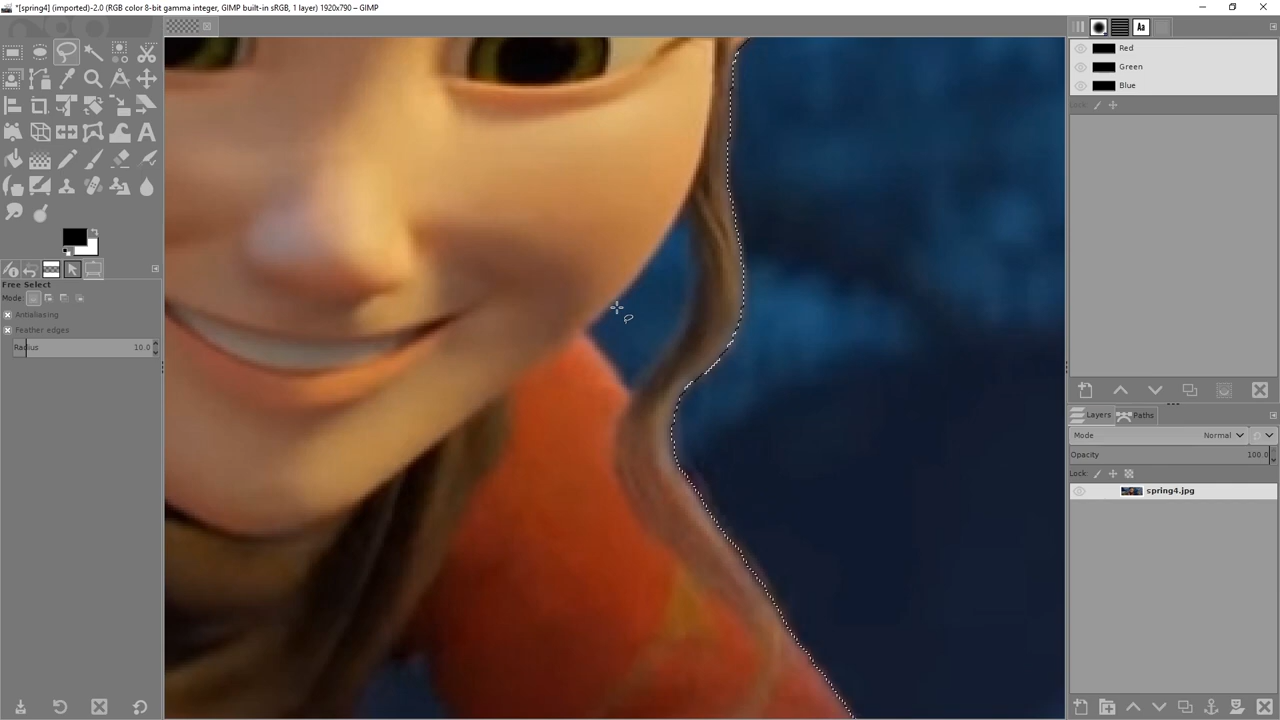 *[spring4] (imported)-2.0 (RGB color 8-bit gamma integer, GIMP built-in sRGB, 1 layer) 1920x790 – GIMP
Aa
Red
Green
Blue
Lock:
Free Select
Mode:
Antialiasing
Feather edges
Radius 10.0
Layers Paths
Mode Normal
Opacity 100.0
Lock:
spring4.jpg